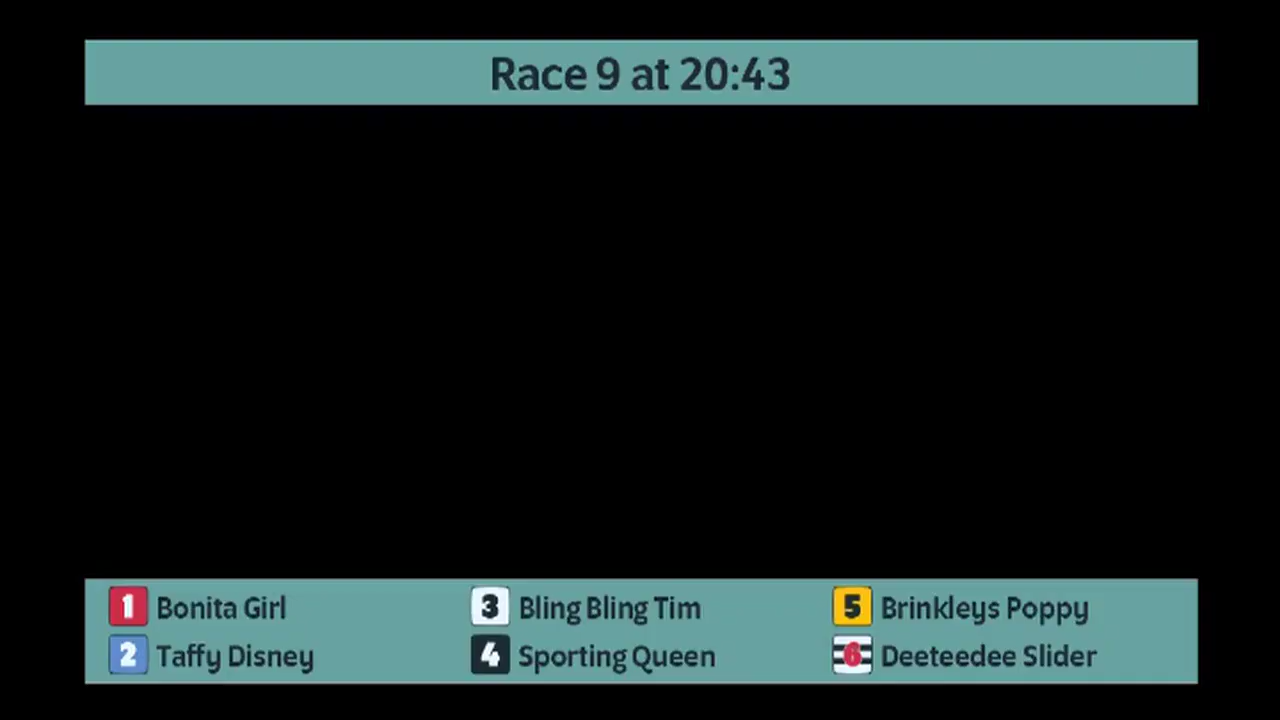 Race 9 at 20:43
1 Bonita Girl
2 Taffy Disney
3 Bling Bling Tim
4 Sporting Queen
5 Brinkleys Poppy
6 Deeteedee Slider